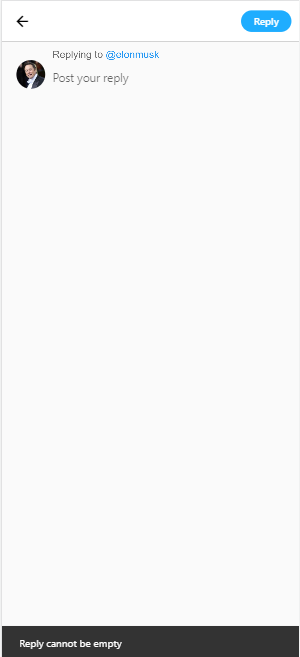 Reply
Replying to @elonmusk
Post your reply
Reply cannot be empty